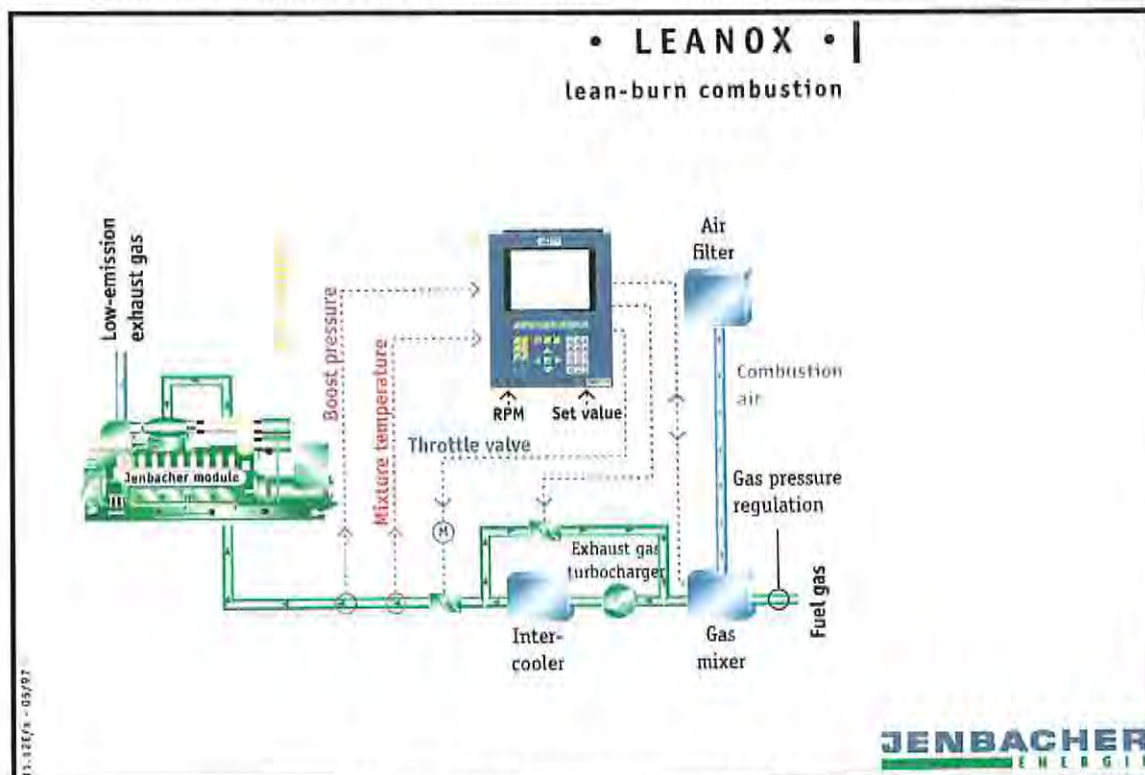 • LEANOX •
lean-burn combustion
Low-emission
exhaust gas
Boost pressure
Mixture temperature
Air
filter
Combustion
air
RPM
Set value
Throttle valve
Jenbacher module
Gas pressure
regulation
M
Exhaust gas
turbocharger
Fuel gas
Inter-
cooler
Gas
mixer
JENBACHER
ENERGIE